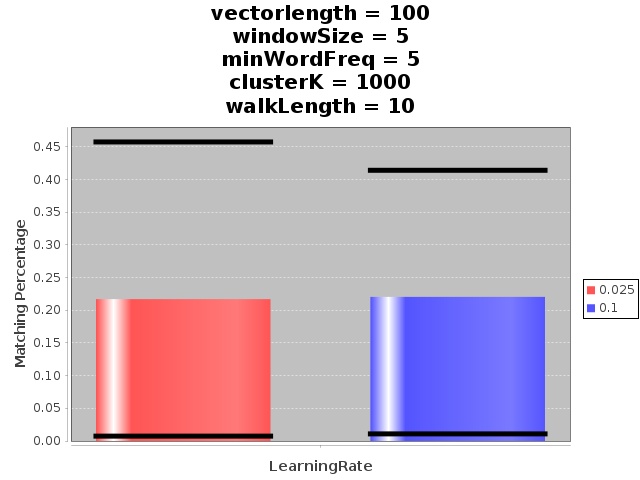 vectorlength = 100
windowSize = 5
minWordFreq = 5
clusterK = 1000
walkLength = 10
Matching Percentage
0.45
0.40
0.35
0.30
0.25
0.20
0.15
0.10
0.05
0.00
LearningRate
0.025
0.1